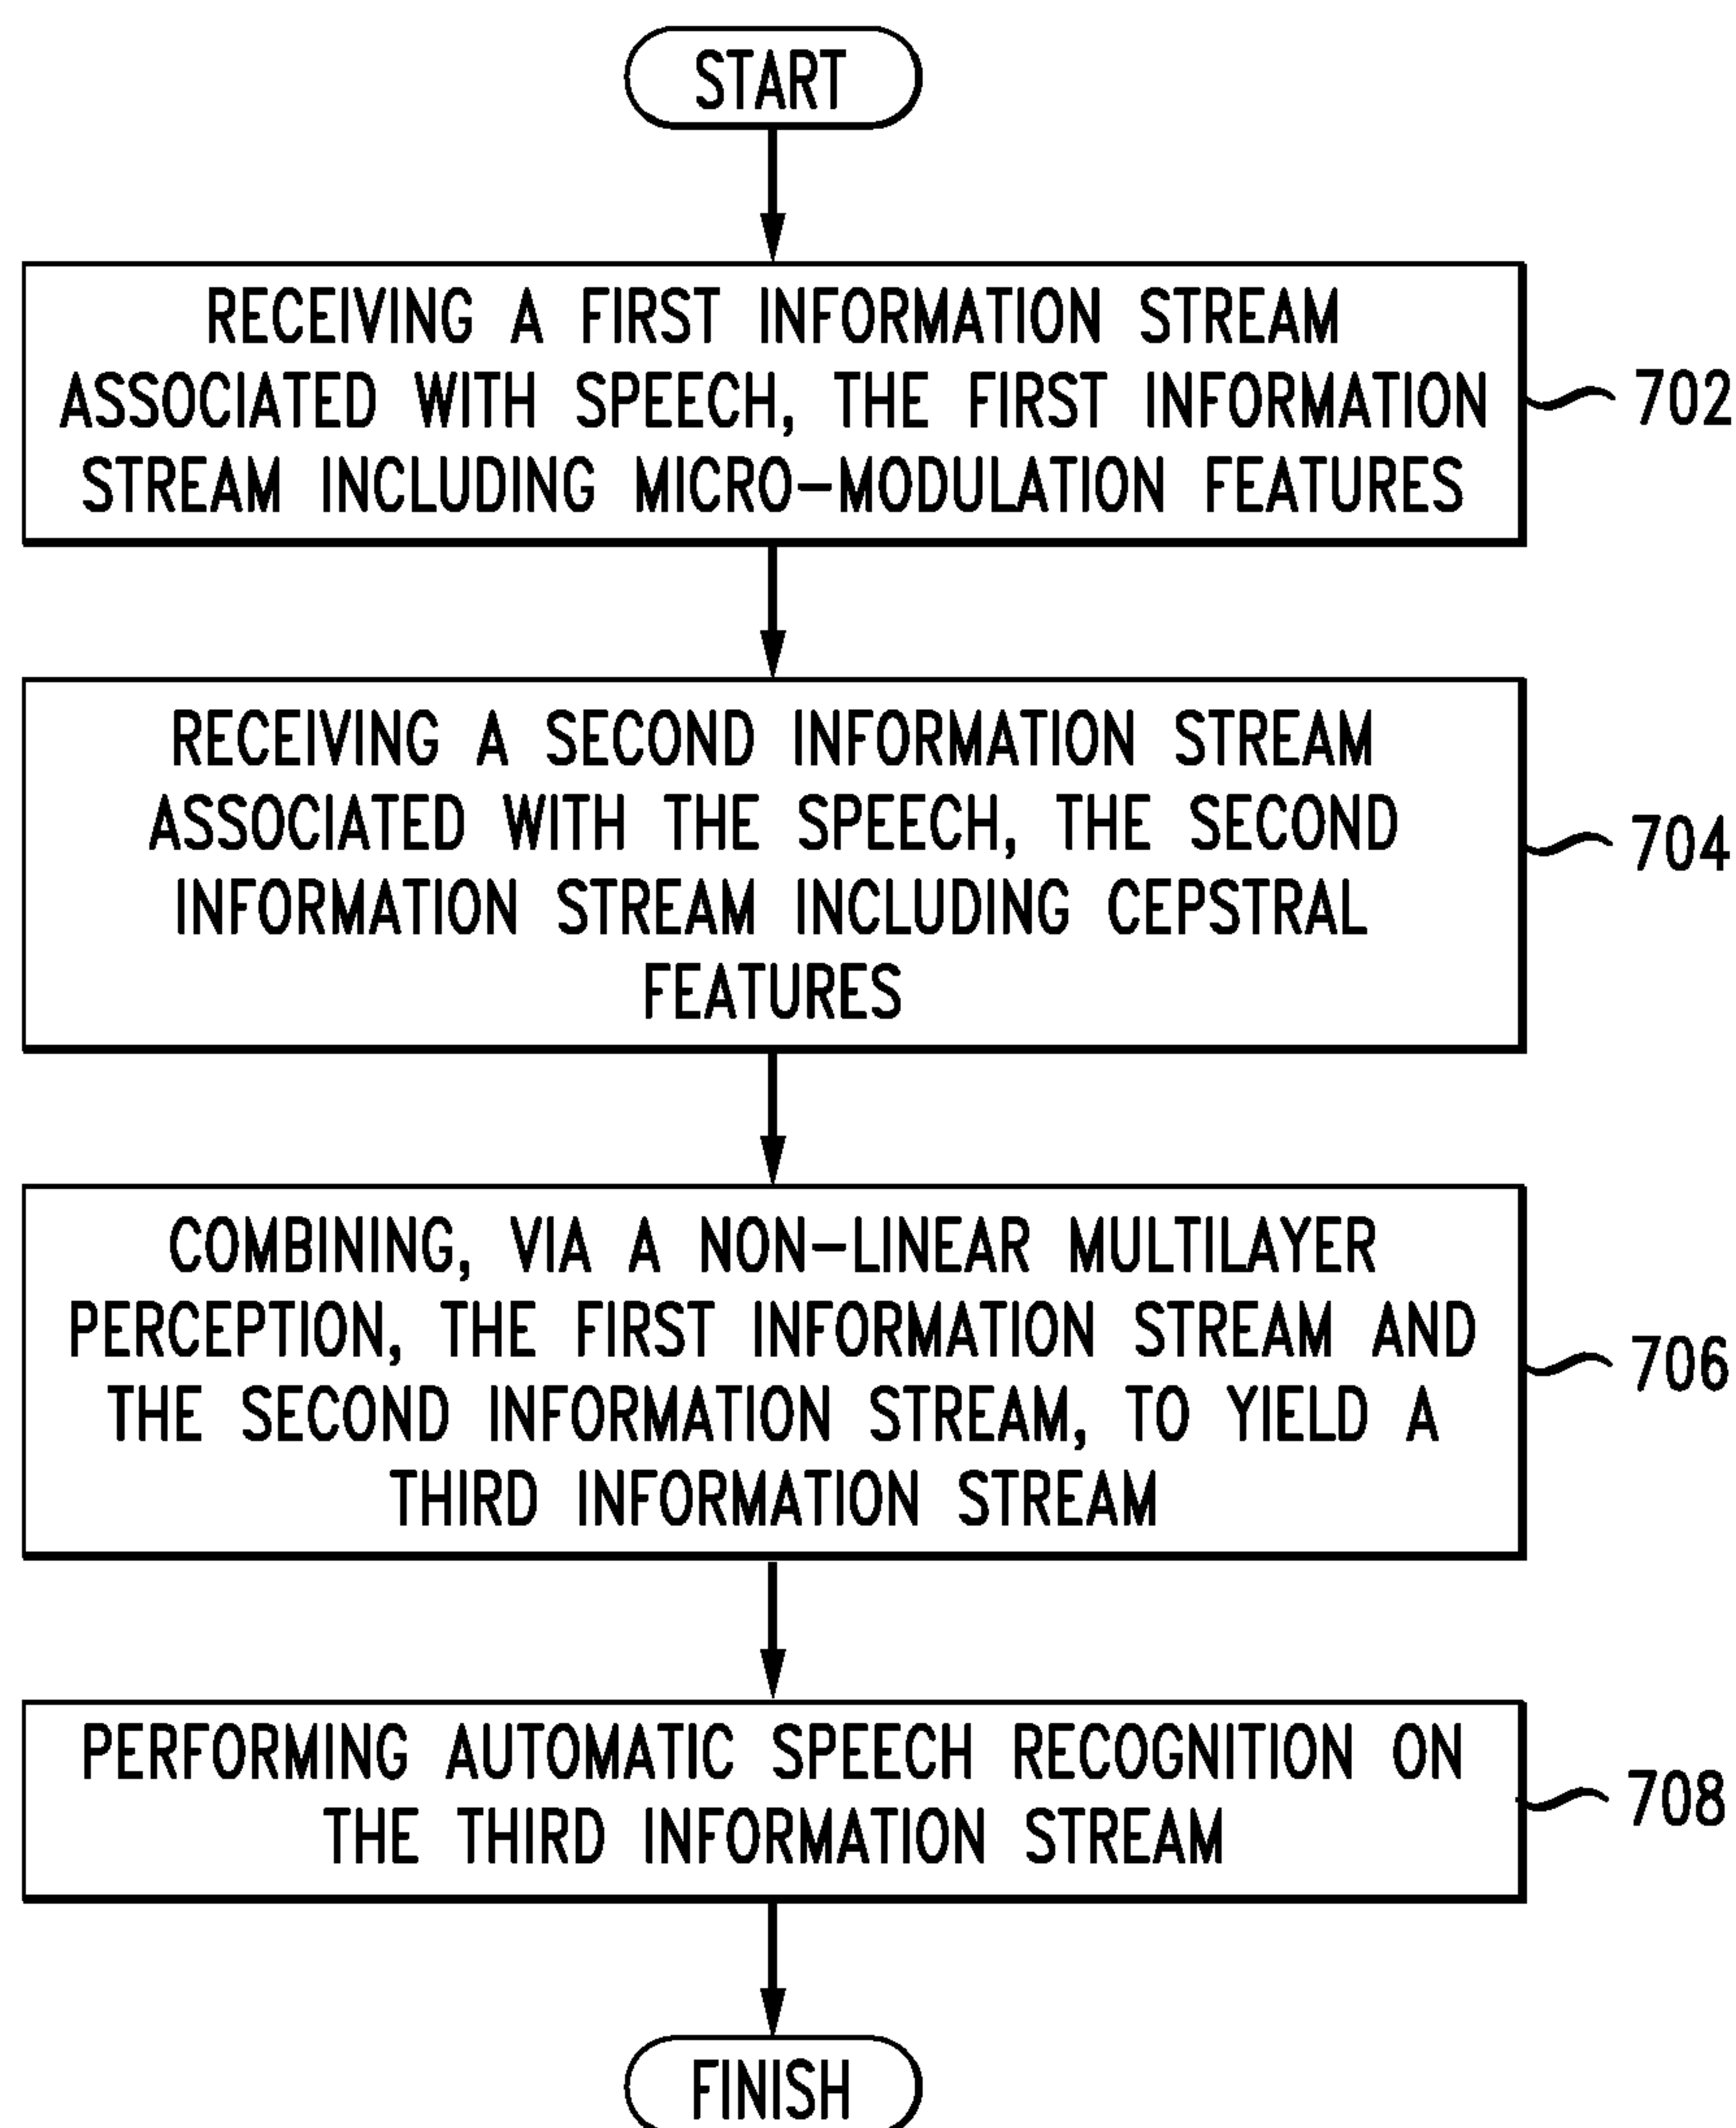 START
RECEIVING A FIRST INFORMATION STREAM
ASSOCIATED WITH SPEECH, THE FIRST INFORMATION
STREAM INCLUDING MICRO-MODULATION FEATURES
702
RECEIVING A SECOND INFORMATION STREAM
ASSOCIATED WITH THE SPEECH, THE SECOND
INFORMATION STREAM INCLUDING CEPSTRAL
FEATURES
704
COMBINING, VIA A NON-LINEAR MULTILAYER
PERCEPTION, THE FIRST INFORMATION STREAM AND
THE SECOND INFORMATION STREAM, TO YIELD A
THIRD INFORMATION STREAM
706
PERFORMING AUTOMATIC SPEECH RECOGNITION ON
THE THIRD INFORMATION STREAM
708
FINISH